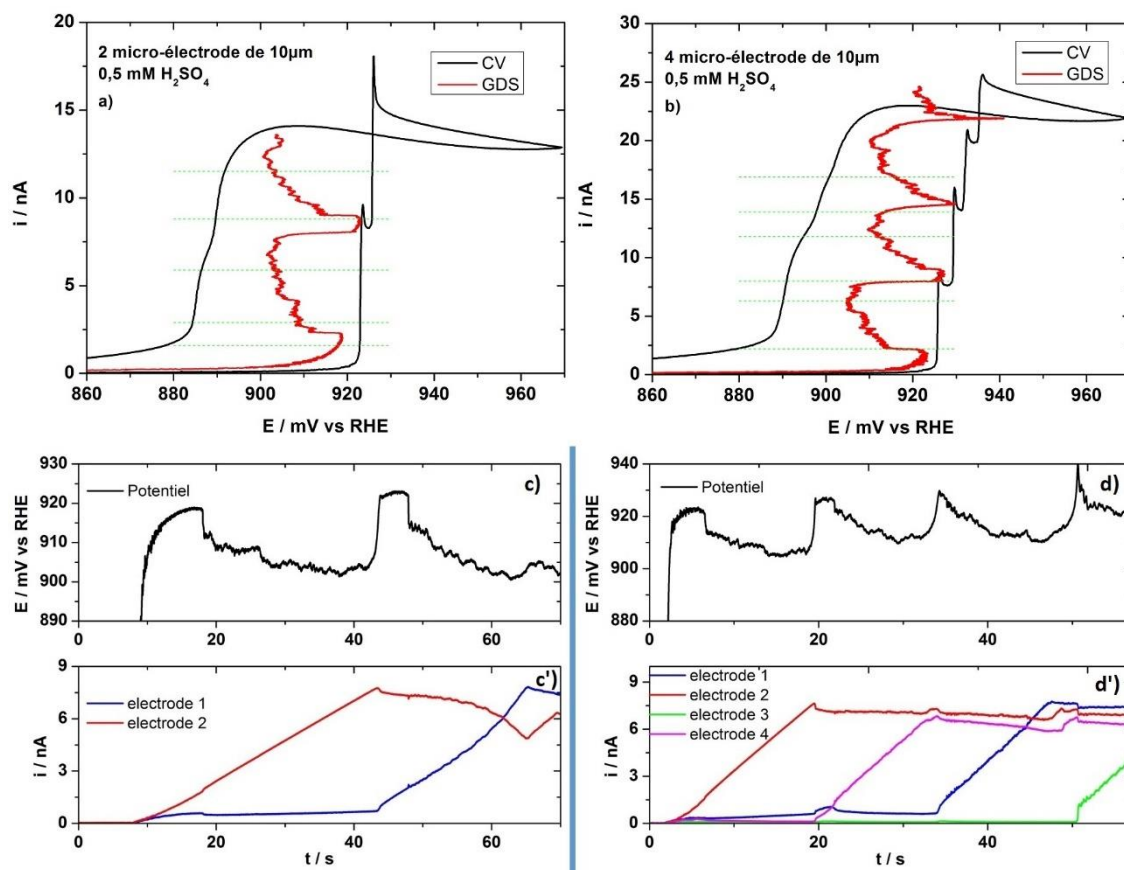 20
15
10
5
0
i / nA
2 micro-électrode de 10µm
0,5 mM H₂SO₄
a)
CV
GDS
860 880 900 920 940 960
E / mV vs RHE
30
25
20
15
10
5
0
i / nA
4 micro-électrode de 10µm
0,5 mM H₂SO₄
b)
CV
GDS
860 880 900 920 940 960
E / mV vs RHE
930
920
910
900
890
E / mV vs RHE
Potentiel
c)
0 20 40 60
9
6
3
0
i / nA
electrode 1
electrode 2
c')
0 20 40 60
t / s
940
920
900
880
E / mV vs RHE
Potentiel
d)
0 20 40
9
6
3
0
i / nA
electrode 1
electrode 2
electrode 3
electrode 4
d')
0 20 40
t / s